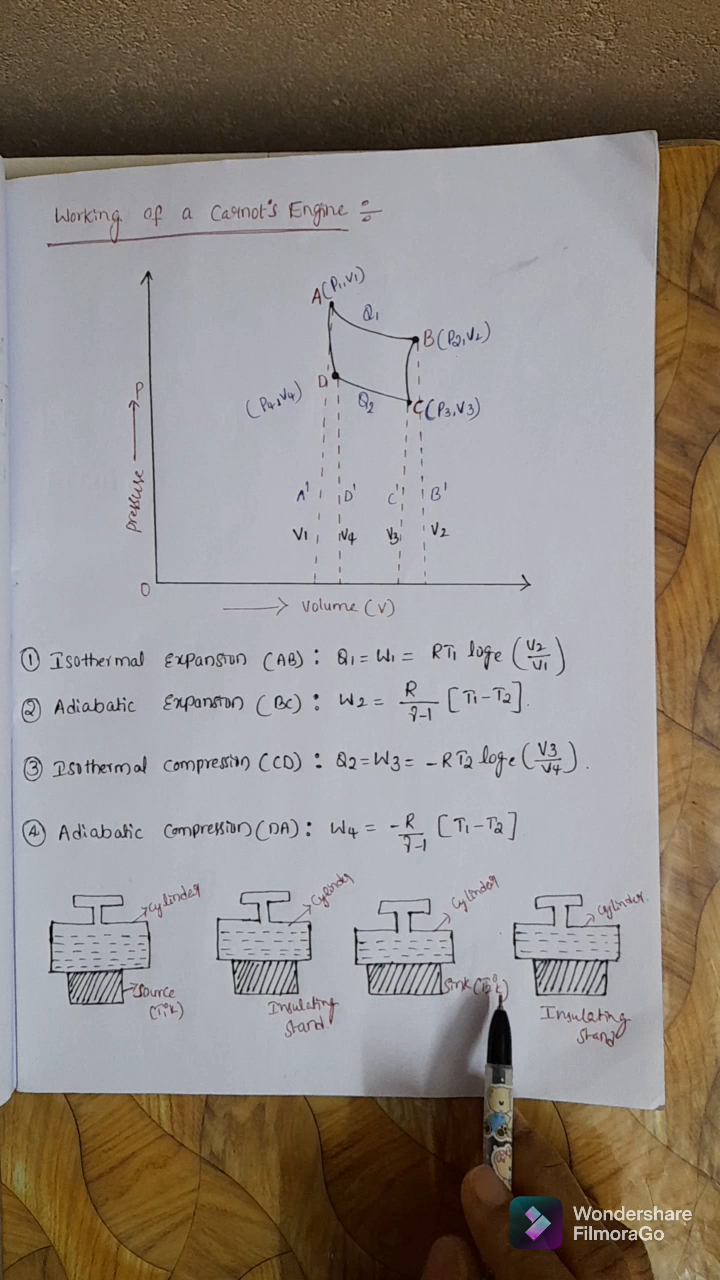 Working of a Carnot's Engine :-
A(P1,V1)
Q1
B(P2,V2)
D
(P4,V4)
Q2
C(P3,V3)
Pressure → P
A' D' C' B'
V1 V4 V3 V2
O
→ Volume (V)
① Isothermal Expansion (AB) : Q1 = W1 = RT1 loge (V2/V1)
② Adiabatic Expansion (BC) : W2 = R/γ-1 [T1-T2].
③ Isothermal compression (CD) : Q2 = W3 = -RT2 loge (V3/V4).
④ Adiabatic Compression (DA) : W4 = -R/γ-1 [T1-T2]
Cylinder Cylinder Cylinder Cylinder.
Source
(T1°K)
Insulating
Stand
Sink (T2°K)
Insulating
Stand
Wondershare
FilmoraGo